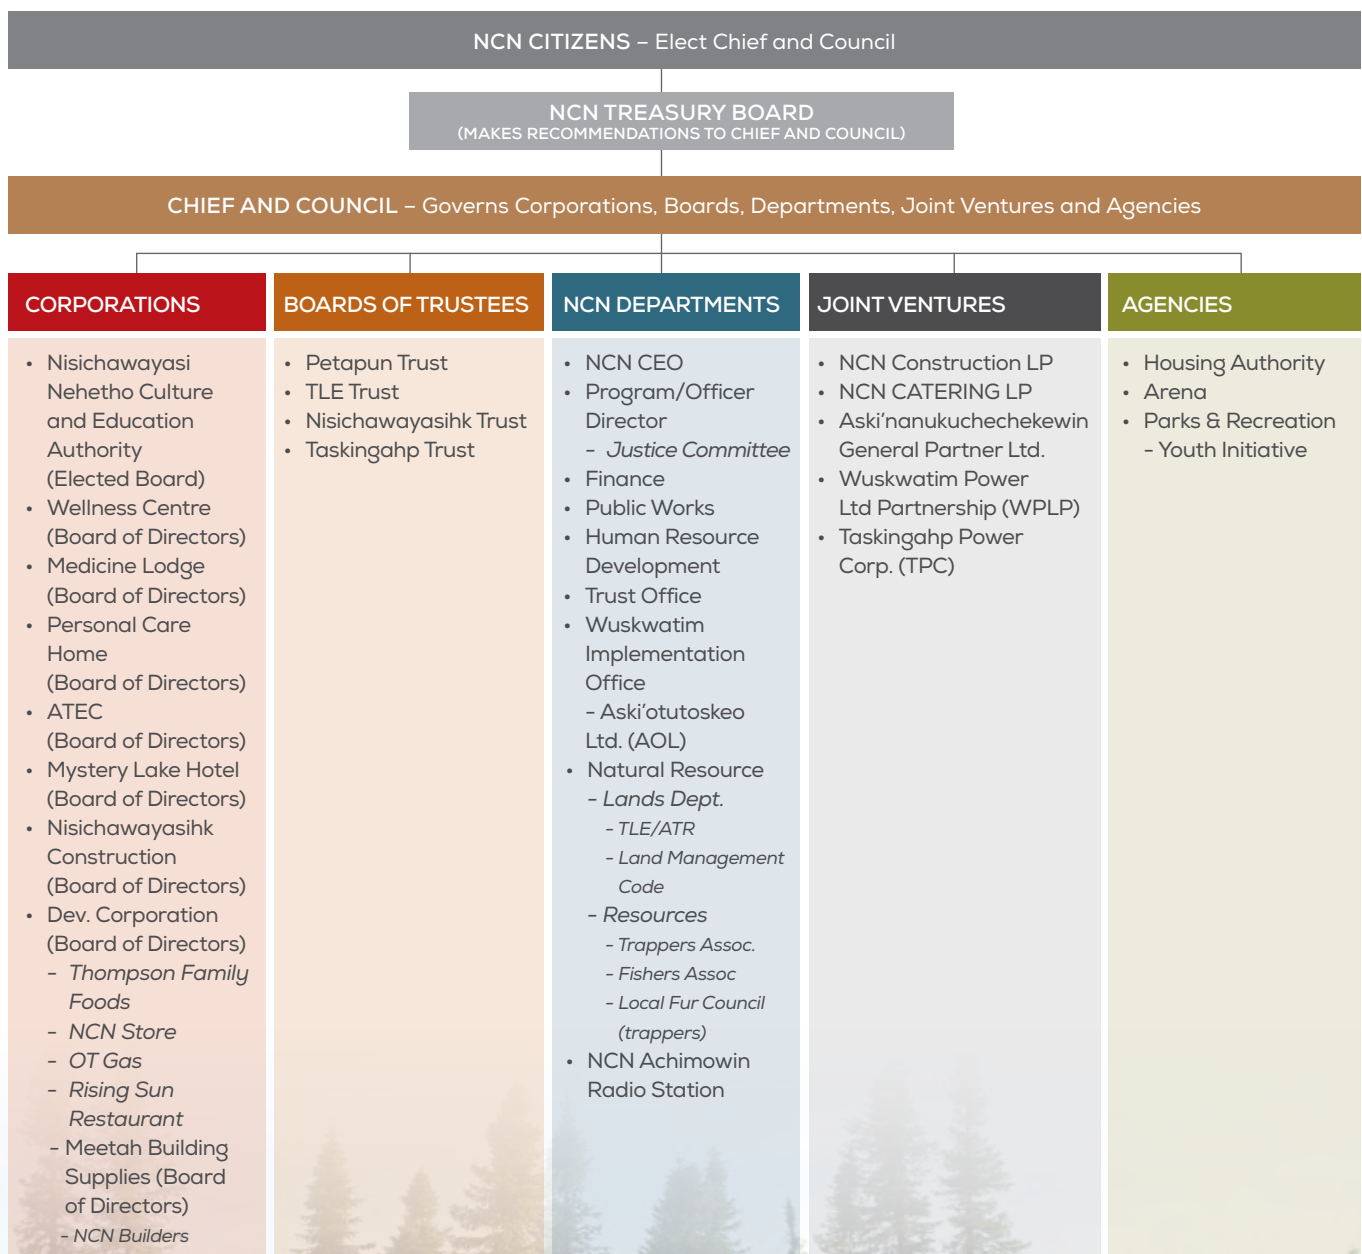 NCN CITIZENS – Elect Chief and Council
NCN TREASURY BOARD
(MAKES RECOMMENDATIONS TO CHIEF AND COUNCIL)
CHIEF AND COUNCIL – Governs Corporations, Boards, Departments, Joint Ventures and Agencies
CORPORATIONS
• Nisichawayasi
Nehetho Culture
and Education
Authority
(Elected Board)
• Wellness Centre
(Board of Directors)
• Medicine Lodge
(Board of Directors)
• Personal Care
Home
(Board of Directors)
• ATEC
(Board of Directors)
• Mystery Lake Hotel
(Board of Directors)
• Nisichawayasihk
Construction
(Board of Directors)
• Dev. Corporation
(Board of Directors)
- Thompson Family
Foods
- NCN Store
- OT Gas
- Rising Sun
Restaurant
- Meetah Building
Supplies (Board
of Directors)
- NCN Builders
BOARDS OF TRUSTEES
• Petapun Trust
• TLE Trust
• Nisichawayasihk Trust
• Taskingahp Trust
NCN DEPARTMENTS
• NCN CEO
• Program/Officer
Director
- Justice Committee
• Finance
• Public Works
• Human Resource
Development
• Trust Office
• Wuskwatim
Implementation
Office
- Aski'otutoskeo
Ltd. (AOL)
• Natural Resource
- Lands Dept.
- TLE/ATR
- Land Management
Code
- Resources
- Trappers Assoc.
- Fishers Assoc
- Local Fur Council
(trappers)
• NCN Achimowin
Radio Station
JOINT VENTURES
• NCN Construction LP
• NCN CATERING LP
• Aski'nanukuchechekewin
General Partner Ltd.
• Wuskwatim Power
Ltd Partnership (WPLP)
• Taskingahp Power
Corp. (TPC)
AGENCIES
• Housing Authority
• Arena
• Parks & Recreation
- Youth Initiative